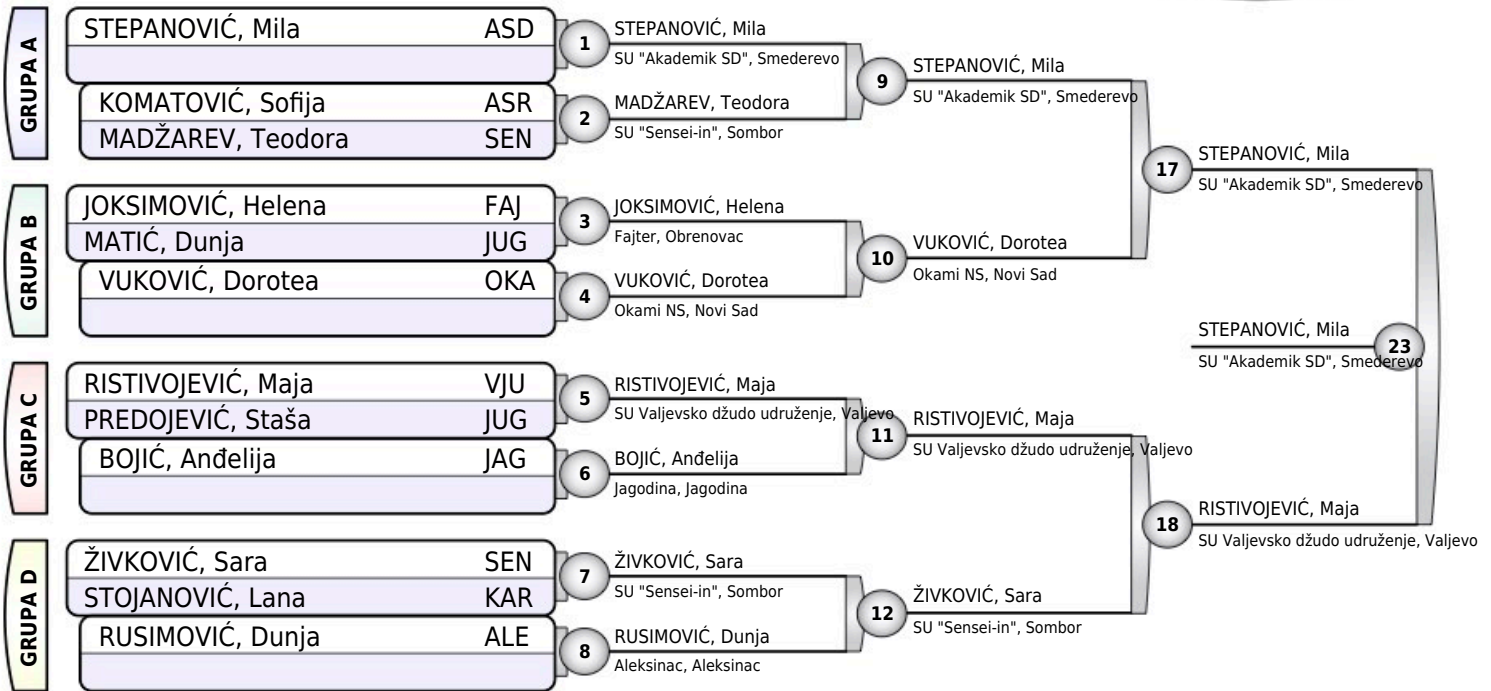 GRUPA A
STEPANOVIĆ, Mila ASD
KOMATOVIĆ, Sofija ASR
MADŽAREV, Teodora SEN
GRUPA B
JOKSIMOVIĆ, Helena FAJ
MATIĆ, Dunja JUG
VUKOVIĆ, Dorotea OKA
GRUPA C
RISTIVOJEVIĆ, Maja VJU
PREDOJEVIĆ, Staša JUG
BOJIĆ, Anđelija JAG
GRUPA D
ŽIVKOVIĆ, Sara SEN
STOJANOVIĆ, Lana KAR
RUSIMOVIĆ, Dunja ALE
1
STEPANOVIĆ, Mila
SU "Akademik SD", Smederevo
2
MADŽAREV, Teodora
SU "Sensei-in", Sombor
3
JOKSIMOVIĆ, Helena
Fajter, Obrenovac
4
VUKOVIĆ, Dorotea
Okami NS, Novi Sad
5
RISTIVOJEVIĆ, Maja
SU Valjevsko džudo udruženje, Valjevo
6
BOJIĆ, Anđelija
Jagodina, Jagodina
7
ŽIVKOVIĆ, Sara
SU "Sensei-in", Sombor
8
RUSIMOVIĆ, Dunja
Aleksinac, Aleksinac
9
STEPANOVIĆ, Mila
SU "Akademik SD", Smederevo
10
VUKOVIĆ, Dorotea
Okami NS, Novi Sad
11
RISTIVOJEVIĆ, Maja
SU Valjevsko džudo udruženje, Valjevo
12
ŽIVKOVIĆ, Sara
SU "Sensei-in", Sombor
17
STEPANOVIĆ, Mila
SU "Akademik SD", Smederevo
18
RISTIVOJEVIĆ, Maja
SU Valjevsko džudo udruženje, Valjevo
STEPANOVIĆ, Mila
SU "Akademik SD", Smederevo
23